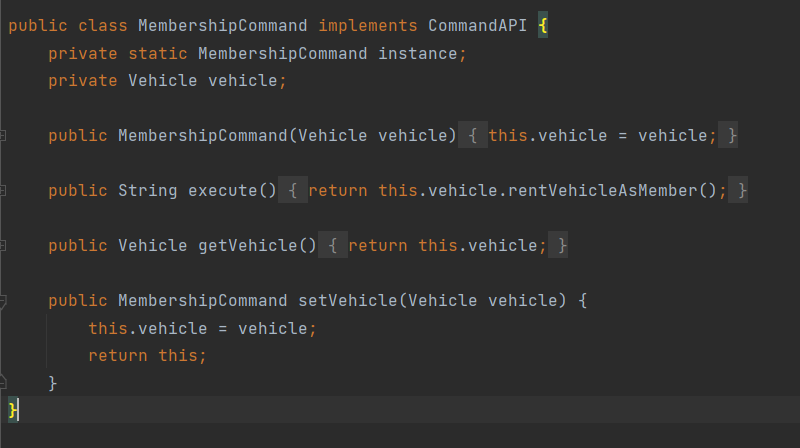 public class MembershipCommand implements CommandAPI {
    private static MembershipCommand instance;
    private Vehicle vehicle;
    public MembershipCommand(Vehicle vehicle) { this.vehicle = vehicle; }
    public String execute() { return this.vehicle.rentVehicleAsMember(); }
    public Vehicle getVehicle() { return this.vehicle; }
    public MembershipCommand setVehicle(Vehicle vehicle) {
        this.vehicle = vehicle;
        return this;
    }
}